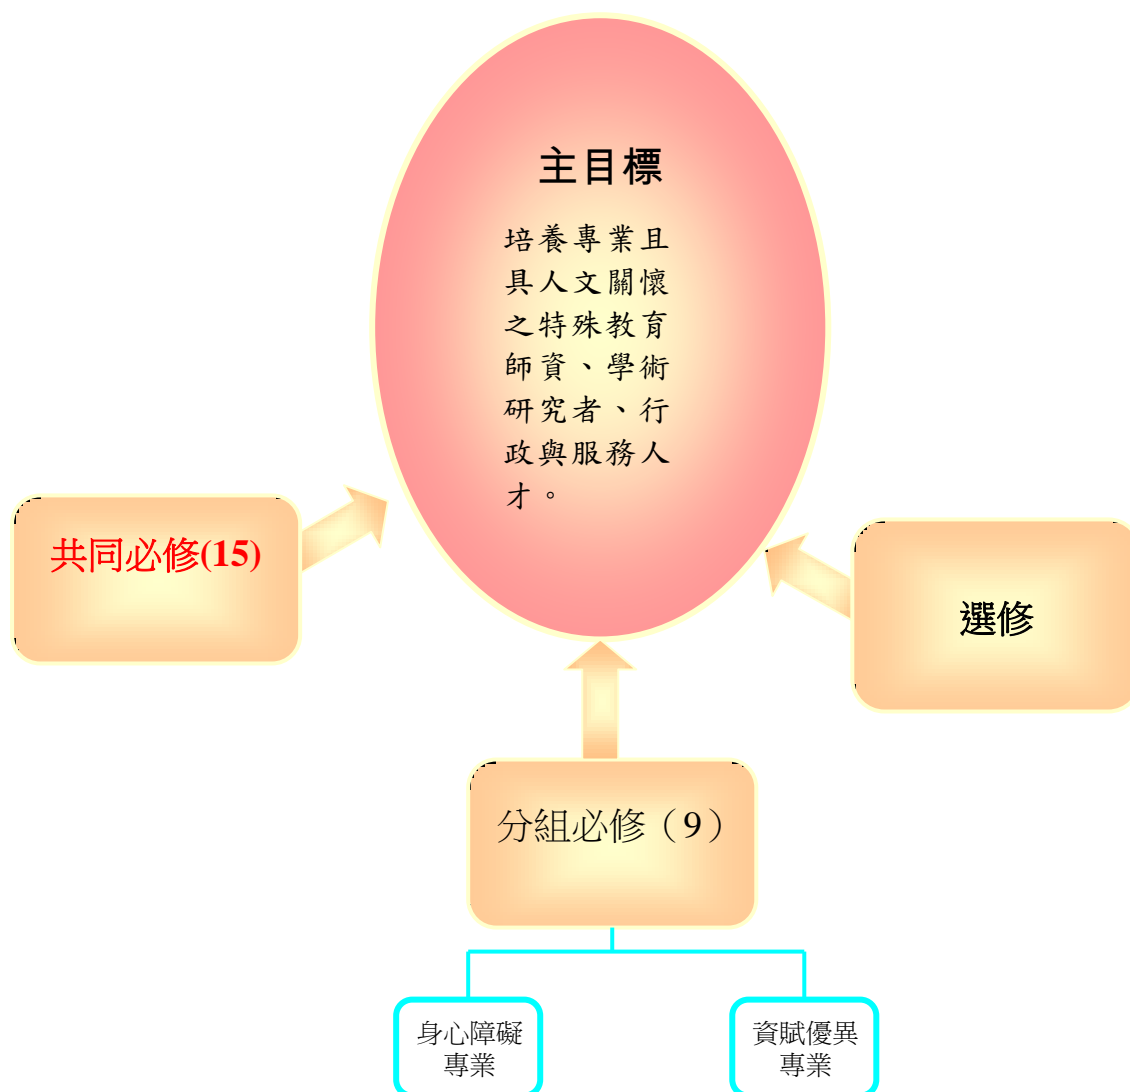 主目標
培養專業且
具人文關懷
之特殊教育
師資、學術
研究者、行
政與服務人
才。
共同必修(15)
選修
分組必修（9）
身心障礙
專業
資賦優異
專業